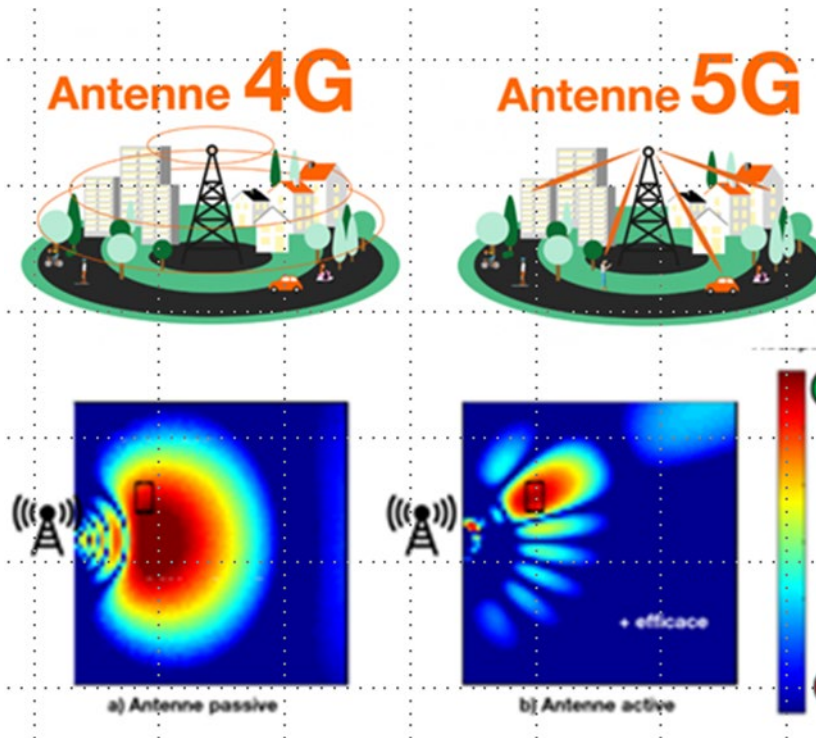 Antenne 4G
Antenne 5G
+ efficace
a) Antenne passive
b) Antenne active